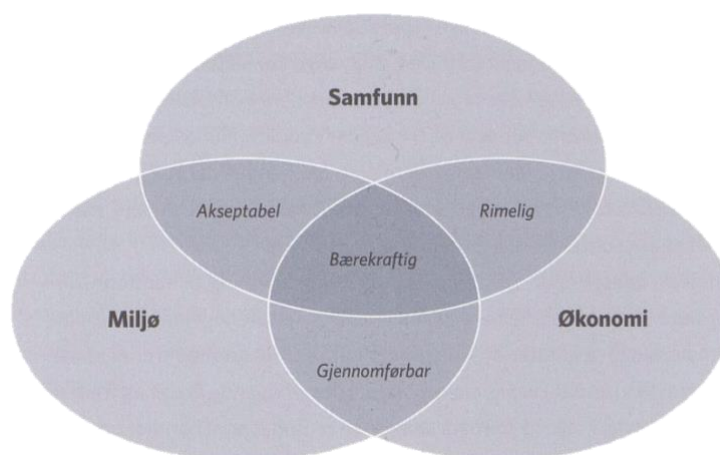 Samfunn
Akseptabel
Rimelig
Bærekraftig
Miljø
Økonomi
Gjennomførbar